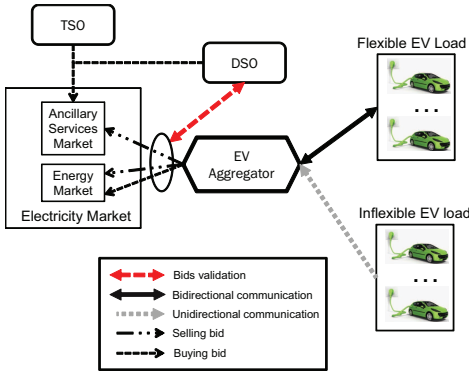 TSO
DSO
Flexible EV Load
...
Ancillary
Services
Market
Energy
Market
Electricity Market
EV
Aggregator
Inflexible EV load
...
Bids validation
Bidirectional communication
Unidirectional communication
Selling bid
Buying bid